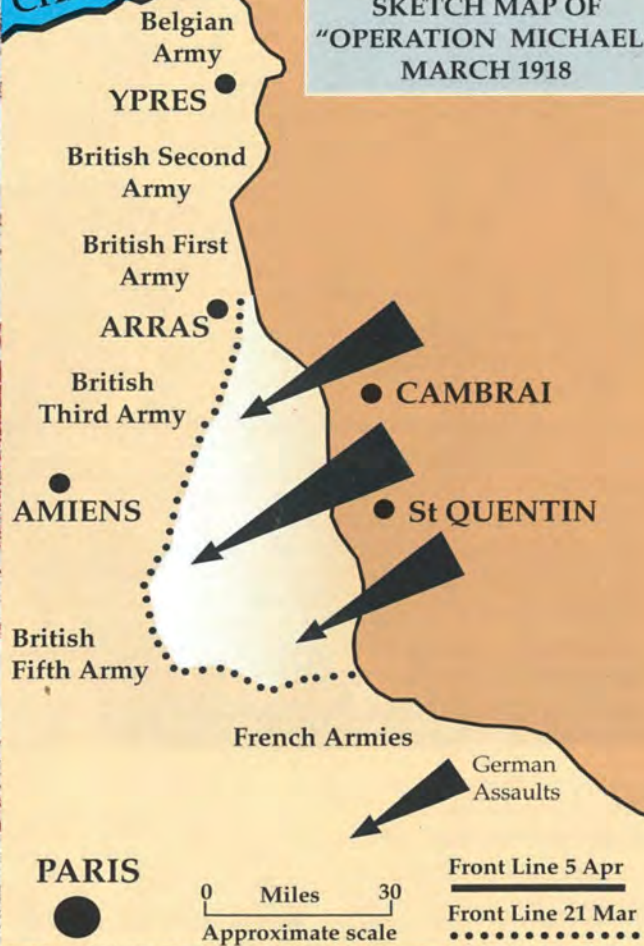 SKETCH MAP OF
"OPERATION MICHAEL
MARCH 1918
Belgian
Army
YPRES
British Second
Army
British First
Army
ARRAS
British
Third Army
CAMBRAI
AMIENS
St QUENTIN
British
Fifth Army
French Armies
German
Assaults
PARIS
0 Miles 30
Approximate scale
Front Line 5 Apr
Front Line 21 Mar